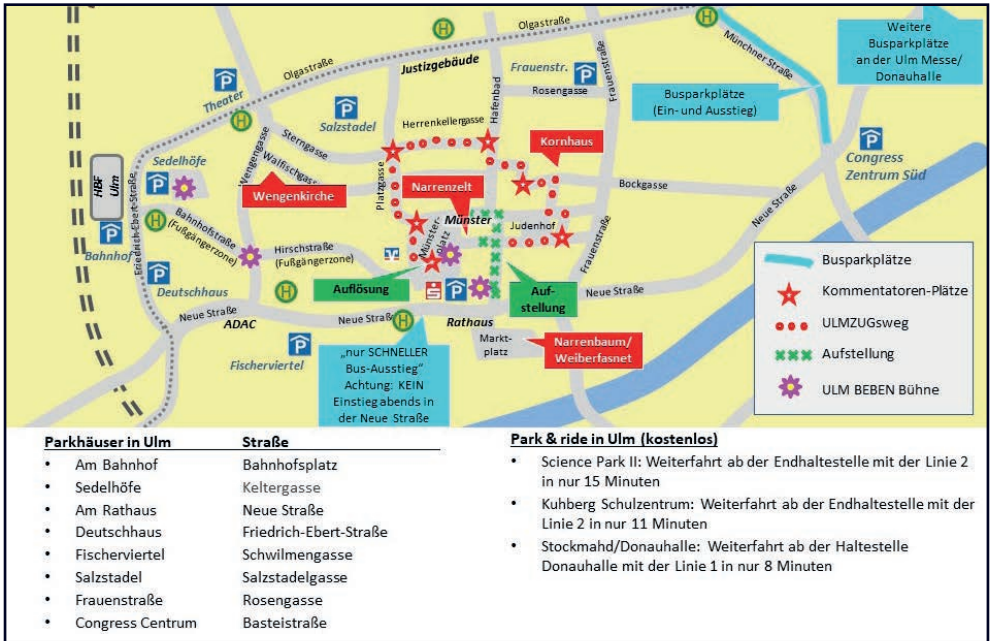 Olgastraße
Münchner Straße
Weitere
Busparkplätze
an der Ulm Messe/
Donauhalle
Justizgebäude
Hafenbad
Frauenstr.
P
Frauenstraße
Olgastraße
Rosengasse
Busparkplätze
(Ein- und Ausstieg)
Theater
P
Salzstadel
P
Herrenkellergasse
Kornhaus
P
Congress
Zentrum Süd
H
H
H
Sterngasse
Wengengasse
Walfischgasse
Platzgasse
Sedelhöfe
P
HBF
Ulm
Wengenkirche
Narrenzelt
Bockgasse
Münster
Judenhof
Münster-
platz
Neue Straße
Friedrich-Ebert-Straße
H
Bahnhofstraße
(Fußgängerzone)
P
Bahnhof
Hirschstraße
(Fußgängerzone)
Frauenstraße
P
Deutschhaus
H
Auflösung
S
P
Auf-
stellung
Neue Straße
Neue Straße
ADAC
Neue Straße
H
Rathaus
P
Fischerviertel
Markt-
platz
Narrenbaum/
Weiberfasnet
„nur SCHNELLER
Bus-Ausstieg“
Achtung: KEIN
Einstieg abends in
der Neue Straße
Busparkplätze
Kommentatoren-Plätze
ULMZUGsweg
Aufstellung
ULM BEBEN Bühne
Parkhäuser in Ulm Straße
• Am Bahnhof Bahnhofsplatz
• Sedelhöfe Keltergasse
• Am Rathaus Neue Straße
• Deutschhaus Friedrich-Ebert-Straße
• Fischerviertel Schwilmengasse
• Salzstadel Salzstadelgasse
• Frauenstraße Rosengasse
• Congress Centrum Basteistraße
Park & ride in Ulm (kostenlos)
• Science Park II: Weiterfahrt ab der Endhaltestelle mit der Linie 2
in nur 15 Minuten
• Kuhberg Schulzentrum: Weiterfahrt ab der Endhaltestelle mit der
Linie 2 in nur 11 Minuten
• Stockmahd/Donauhalle: Weiterfahrt ab der Haltestelle
Donauhalle mit der Linie 1 in nur 8 Minuten